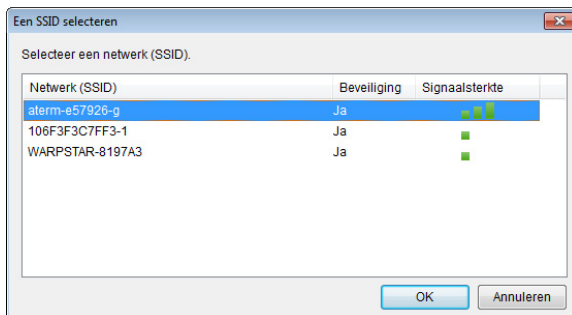 Een SSID selecteren
Selecteer een netwerk (SSID).
Netwerk (SSID) Beveiliging Signaalsterkte
aterm-e57926-g Ja
106F3F3C7FF3-1 Ja
WARPSTAR-8197A3 Ja
OK Annuleren